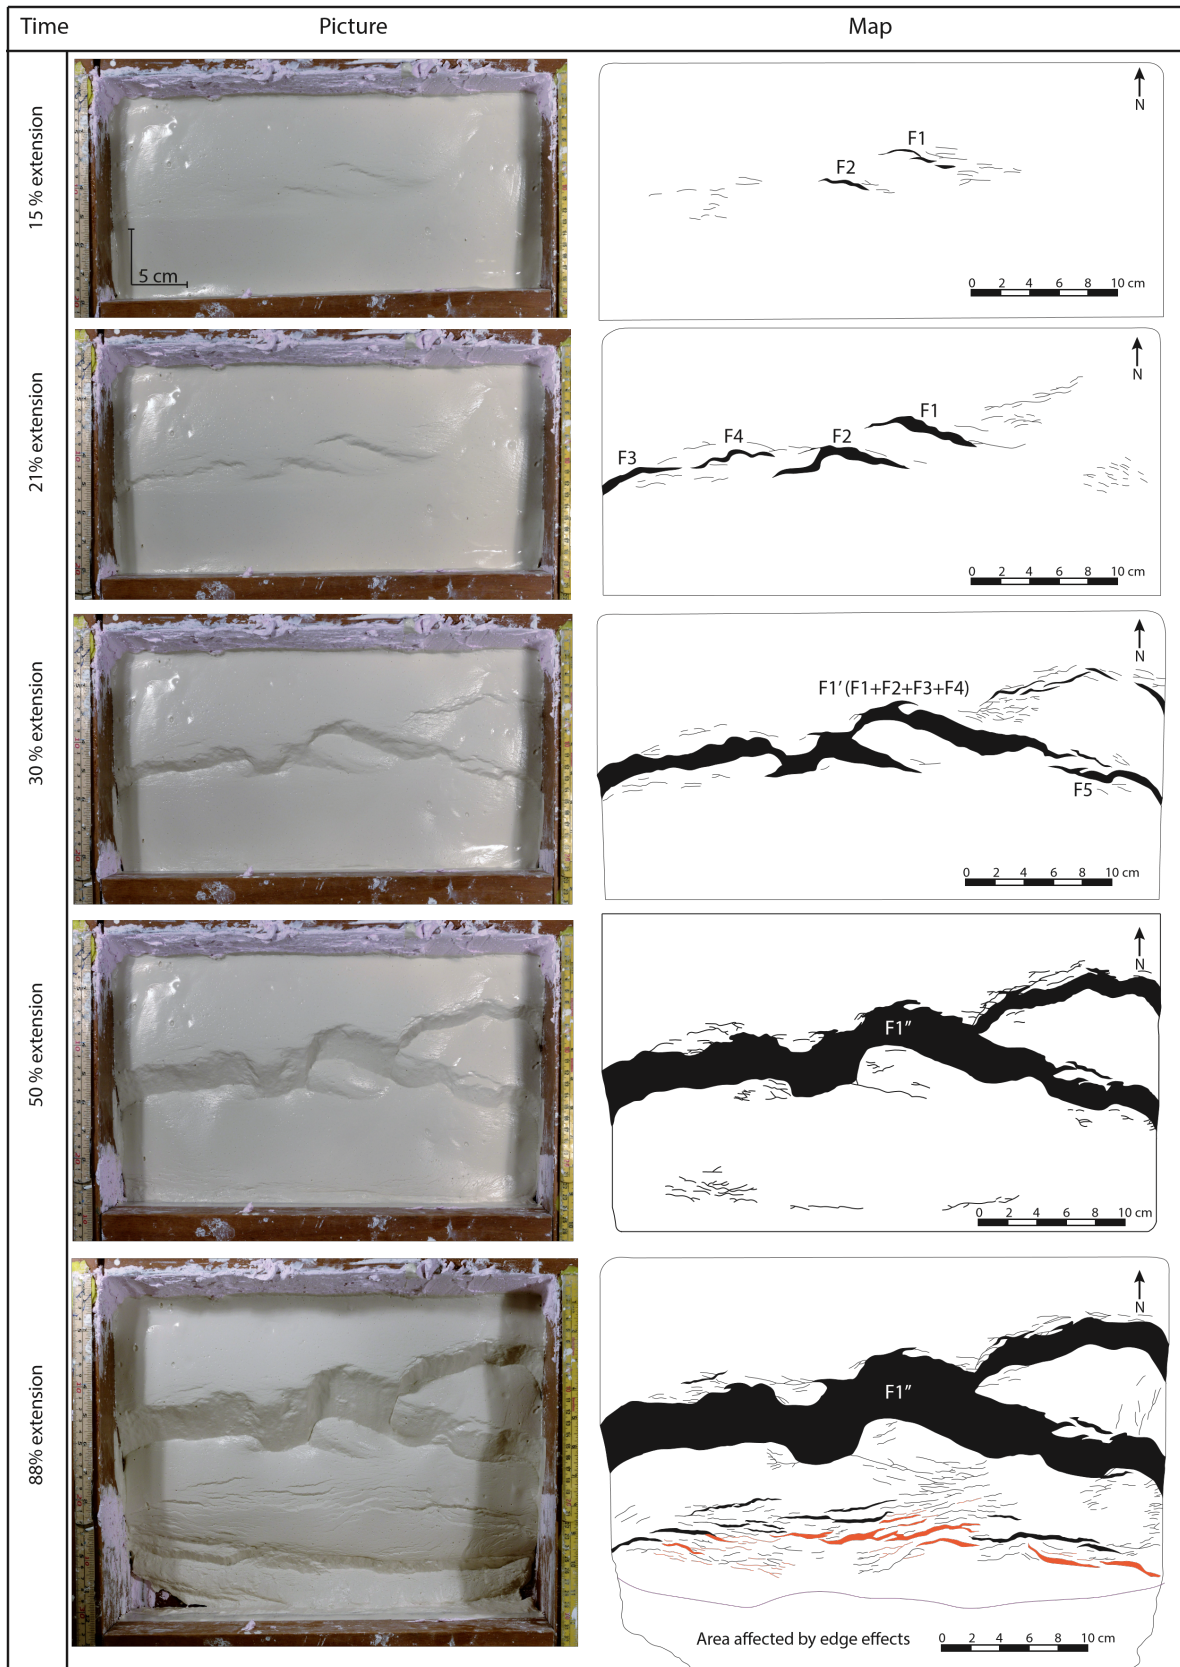 Time Picture Map
15 % extension
5 cm
F1
F2
N
0 2 4 6 8 10 cm
21% extension
F1
F2
F4
F3
N
0 2 4 6 8 10 cm
30 % extension
F1' (F1+F2+F3+F4)
F5
N
0 2 4 6 8 10 cm
50 % extension
F1"
N
0 2 4 6 8 10 cm
88% extension
F1"
N
Area affected by edge effects
0 2 4 6 8 10 cm